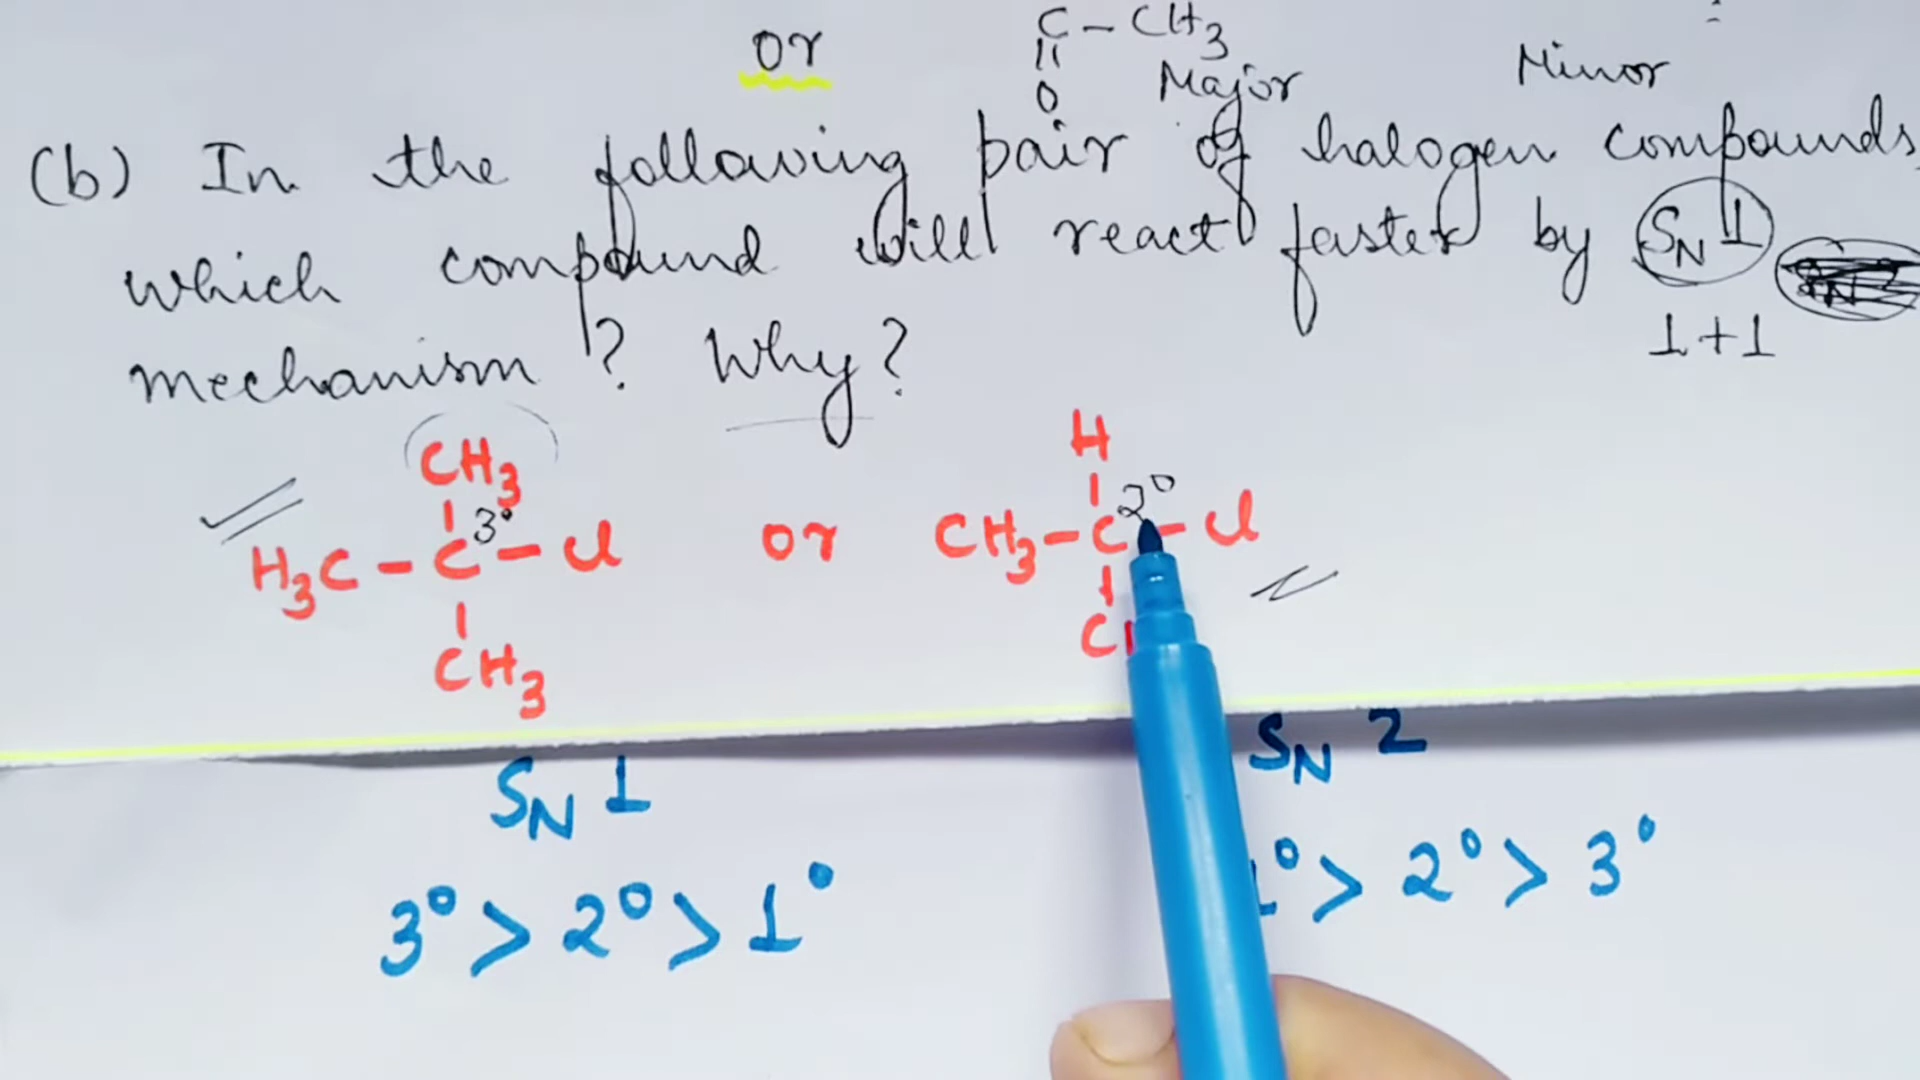 C - CH3
or
||
O Major Minor
(b) In the following pair of halogen compounds,
which compound will react faster by SN1
mechanism? Why? 1+1
CH3 H
| 3° | 2°
H3C - C - Cl or CH3 - C - Cl
| |
CH3 C
SN1 SN2
3° > 2° > 1° 1° > 2° > 3°